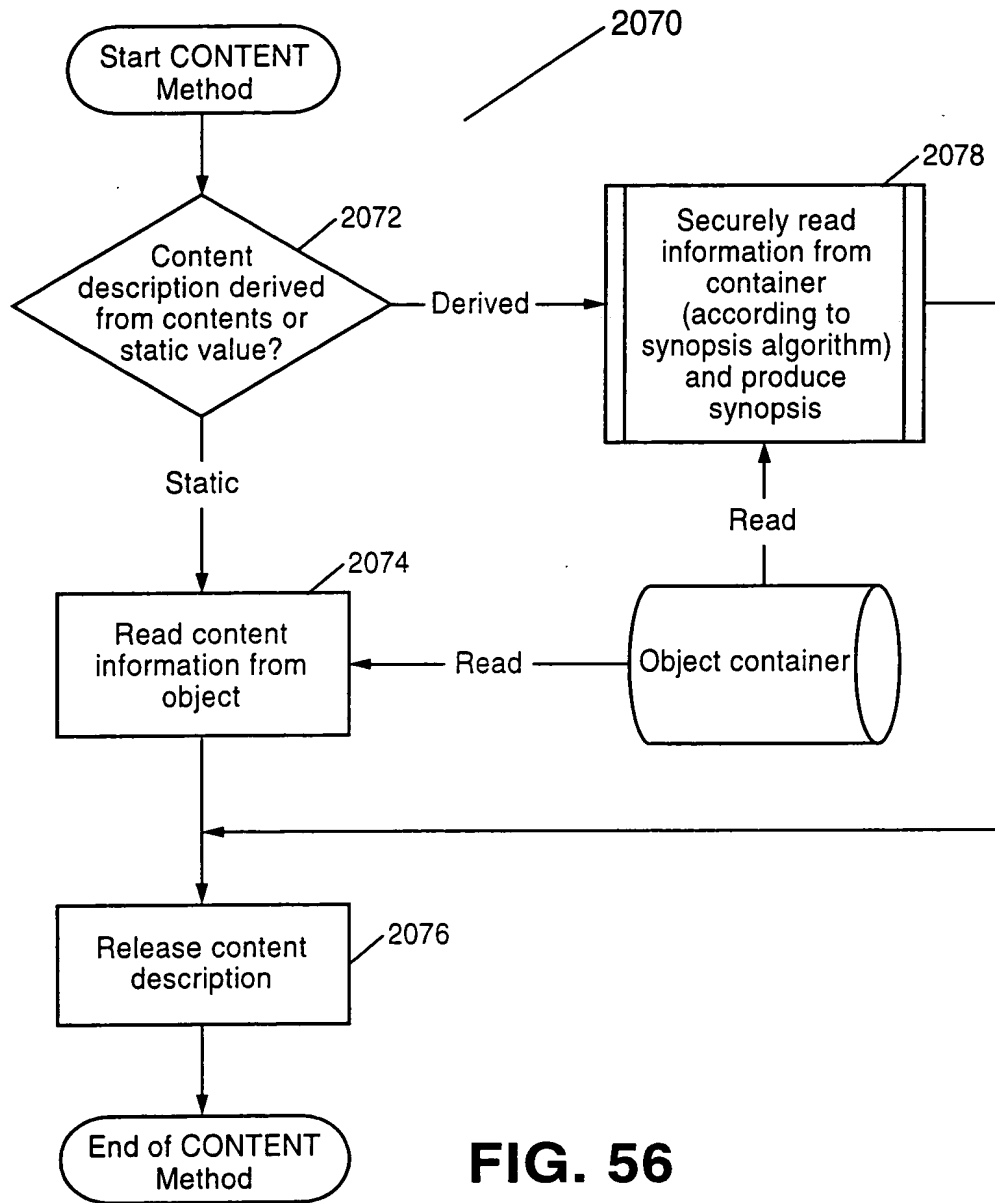 2070
Start CONTENT
Method
2078
2072
Content
description derived
from contents or
static value?
Derived
Securely read
information from
container
(according to
synopsis algorithm)
and produce
synopsis
Static
Read
2074
Read content
information from
object
Read
Object container
Release content
description
2076
End of CONTENT
Method
FIG. 56